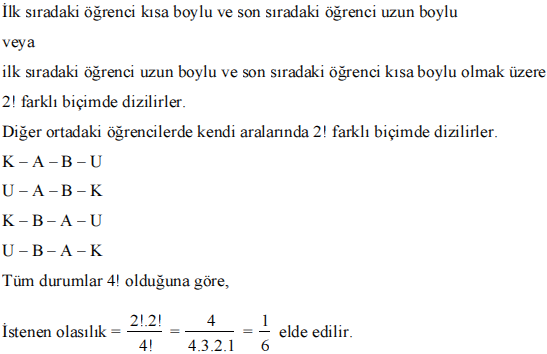 İlk sıradaki öğrenci kısa boylu ve son sıradaki öğrenci uzun boylu
veya
ilk sıradaki öğrenci uzun boylu ve son sıradaki öğrenci kısa boylu olmak üzere
2! farklı biçimde dizilirler.
Diğer ortadaki öğrencilerde kendi aralarında 2! farklı biçimde dizilirler.
K – A – B – U
U – A – B – K
K – B – A – U
U – B – A – K
Tüm durumlar 4! olduğuna göre,
İstenen olasılık = 2!.2!/4! = 4/4.3.2.1 = 1/6 elde edilir.